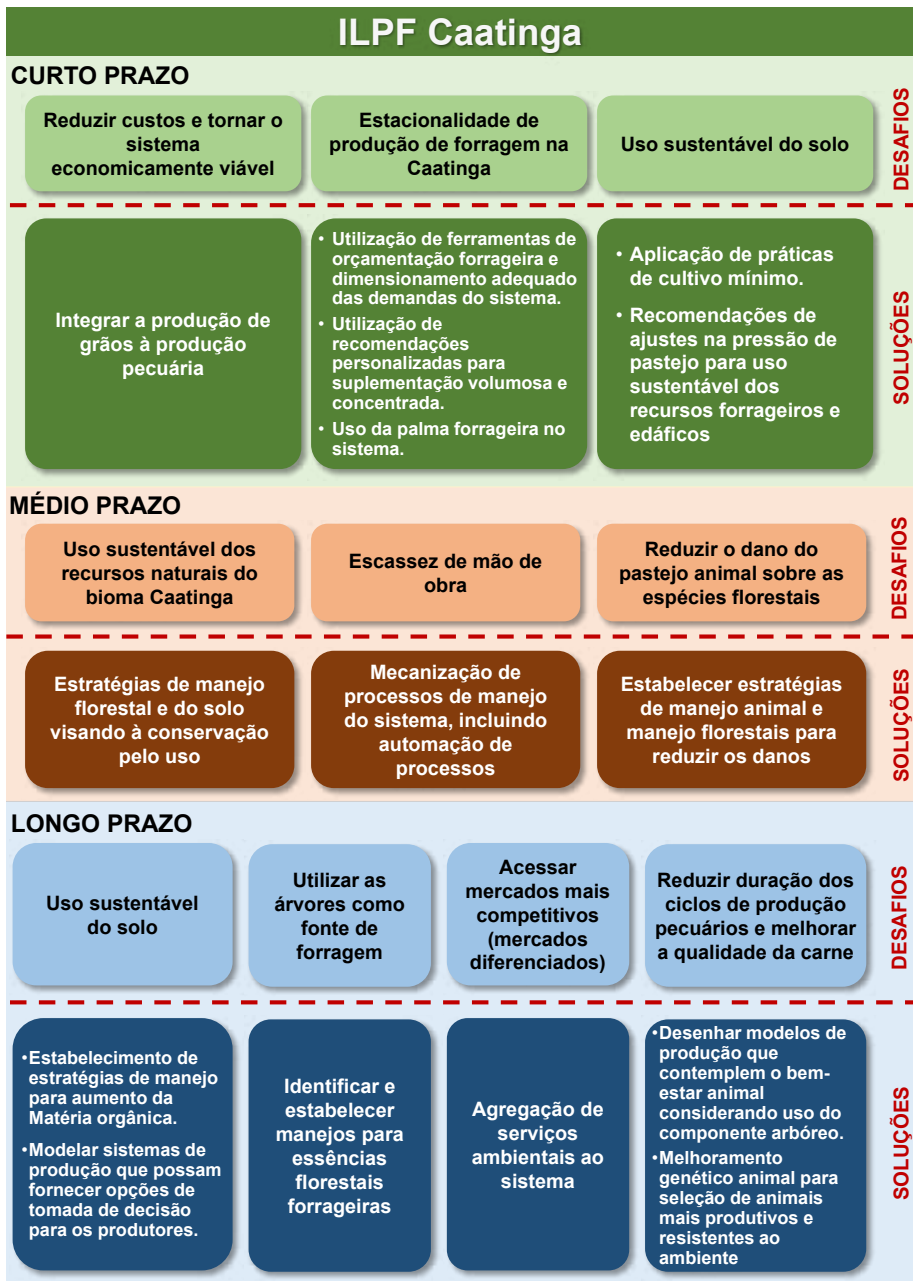 ILPF Caatinga
CURTO PRAZO
Reduzir custos e tornar o
sistema
economicamente viável
Estacionalidade de
produção de forragem na
Caatinga
Uso sustentável do solo
DESAFIOS
Integrar a produção de
grãos à produção
pecuária
• Utilização de ferramentas de
orçamentação forrageira e
dimensionamento adequado
das demandas do sistema.
• Utilização de
recomendações
personalizadas para
suplementação volumosa e
concentrada.
• Uso da palma forrageira no
sistema.
• Aplicação de práticas
de cultivo mínimo.
• Recomendações de
ajustes na pressão de
pastejo para uso
sustentável dos
recursos forrageiros e
edáficos
SOLUÇÕES
MÉDIO PRAZO
Uso sustentável dos
recursos naturais do
bioma Caatinga
Escassez de mão de
obra
Reduzir o dano do
pastejo animal sobre as
espécies florestais
DESAFIOS
Estratégias de manejo
florestal e do solo
visando à conservação
pelo uso
Mecanização de
processos de manejo
do sistema, incluindo
automação de
processos
Estabelecer estratégias
de manejo animal e
manejo florestais para
reduzir os danos
SOLUÇÕES
LONGO PRAZO
Uso sustentável
do solo
Utilizar as
árvores como
fonte de
forragem
Acessar
mercados mais
competitivos
(mercados
diferenciados)
Reduzir duração dos
ciclos de produção
pecuários e melhorar
a qualidade da carne
DESAFIOS
•Estabelecimento de
estratégias de manejo
para aumento da
Matéria orgânica.
•Modelar sistemas de
produção que possam
fornecer opções de
tomada de decisão
para os produtores.
Identificar e
estabelecer
manejos para
essências
florestais
forrageiras
Agregação de
serviços
ambientais ao
sistema
•Desenhar modelos de
produção que
contemplem o bem-
estar animal
considerando uso do
componente arbóreo.
•Melhoramento
genético animal para
seleção de animais
mais produtivos e
resistentes ao
ambiente
SOLUÇÕES